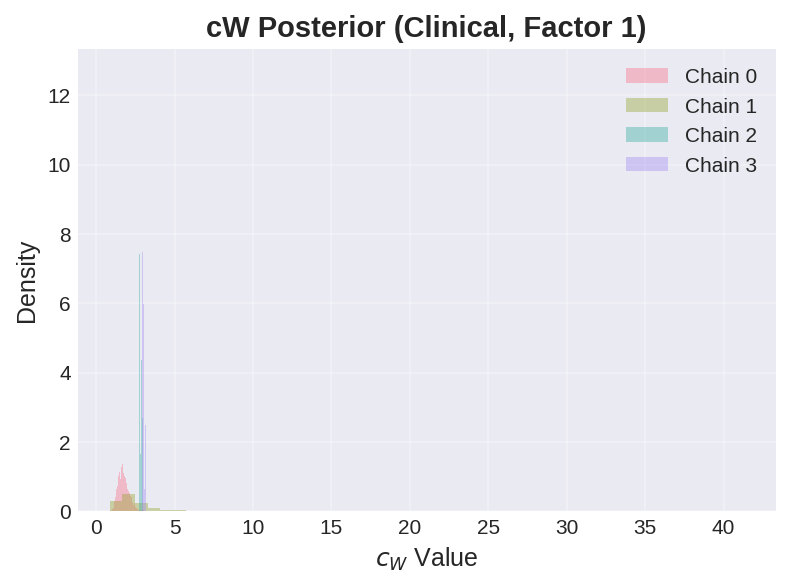 cW Posterior (Clinical, Factor 1)
Chain 0
Chain 1
Chain 2
Chain 3
12
10
8
6
4
2
0
Density
0 5 10 15 20 25 30 35 40
cW Value